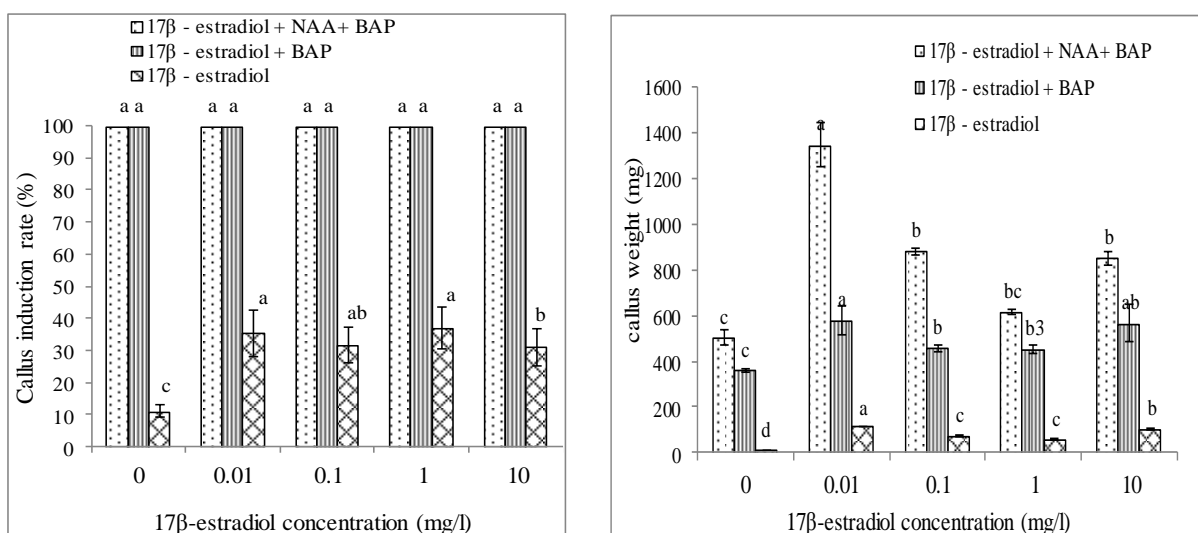 17β - estradiol + NAA+ BAP
17β - estradiol + BAP
17β - estradiol
a a a a a a a a a a
c a ab a b
100
90
80
70
60
50
40
30
20
10
0
Callus induction rate (%)
0 0.01 0.1 1 10
17β-estradiol concentration (mg/l)
17β - estradiol + NAA+ BAP
17β - estradiol + BAP
17β - estradiol
1600
1400
1200
1000
800
600
400
200
0
callus weight (mg)
c c d
a a a
b b c
bc b3 c
b ab b
0 0.01 0.1 1 10
17β-estradiol concentration (mg/l)